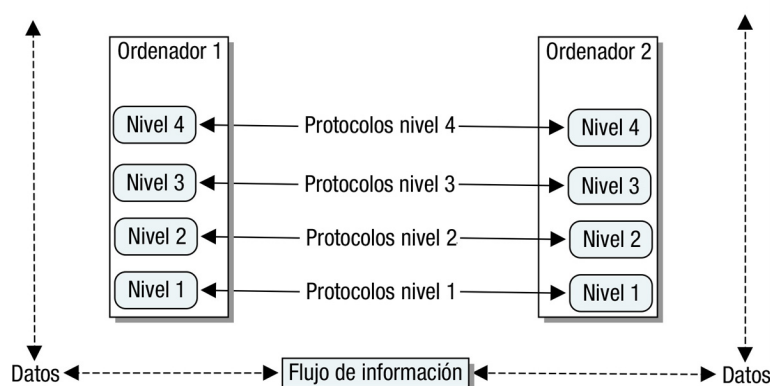 Ordenador 1
Ordenador 2
Nivel 4
Protocolos nivel 4
Nivel 4
Nivel 3
Protocolos nivel 3
Nivel 3
Nivel 2
Protocolos nivel 2
Nivel 2
Nivel 1
Protocolos nivel 1
Nivel 1
Datos
Flujo de información
Datos